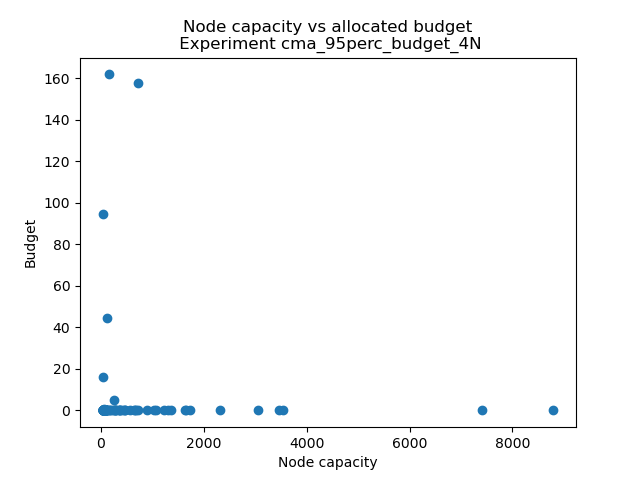 Node capacity vs allocated budget
Experiment cma_95perc_budget_4N
160
140
120
100
80
60
40
20
0
Budget
0 2000 4000 6000 8000
Node capacity